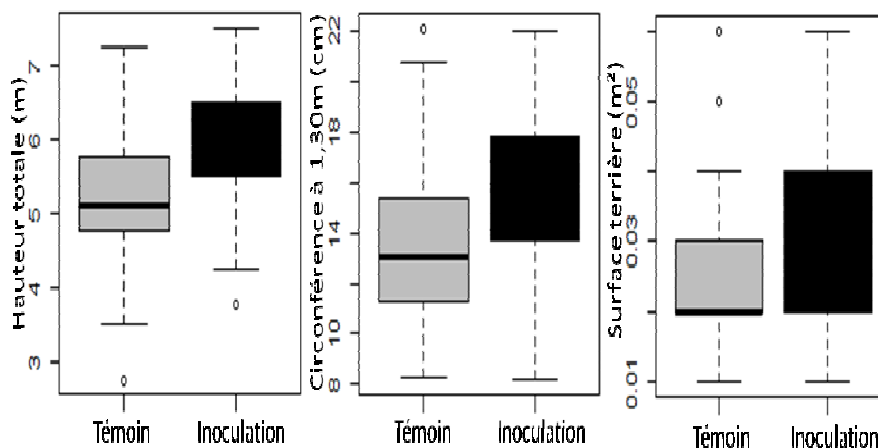 Hauteur totale (m)
7
6
5
4
3
Témoin
Inoculation
Circonférence à 1,30m (cm)
22
18
14
10
8
Témoin
Inoculation
Surface terrière (m²)
0.05
0.03
0.01
Témoin
Inoculation